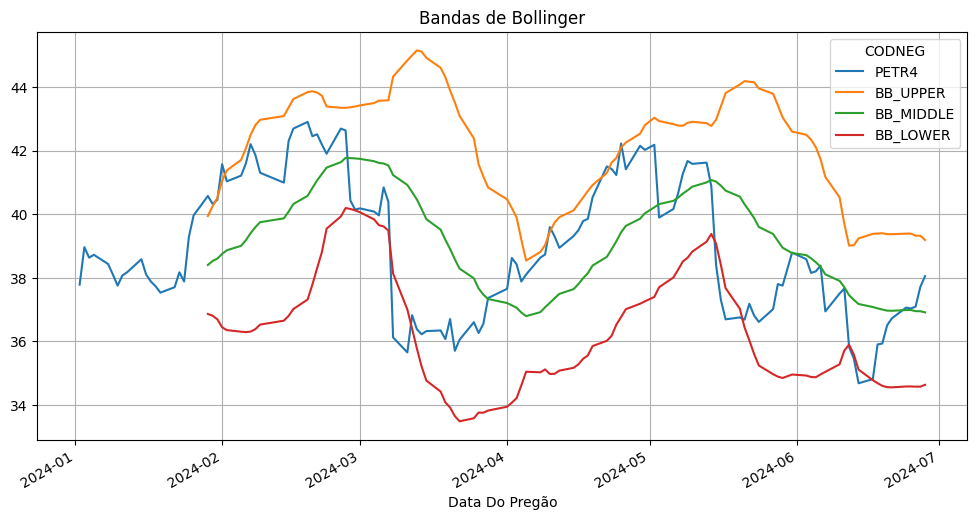 Bandas de Bollinger
CODNEG
PETR4
BB_UPPER
BB_MIDDLE
BB_LOWER
44
42
40
38
36
34
2024-01
2024-02
2024-03
2024-04
2024-05
2024-06
2024-07
Data Do Pregão